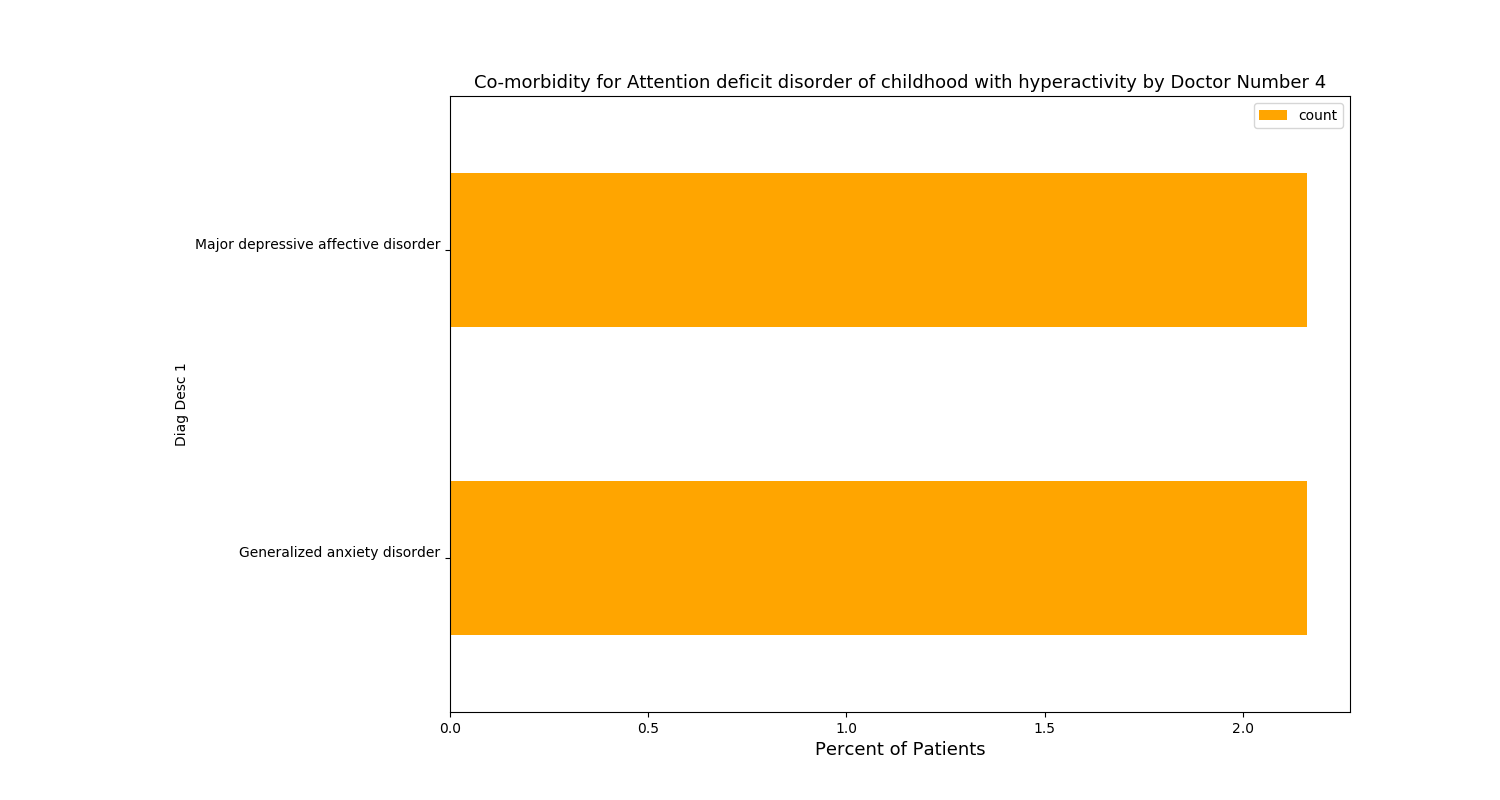 Co-morbidity for Attention deficit disorder of childhood with hyperactivity by Doctor Number 4
count
Major depressive affective disorder
Diag Desc 1
Generalized anxiety disorder
0.0 0.5 1.0 1.5 2.0
Percent of Patients